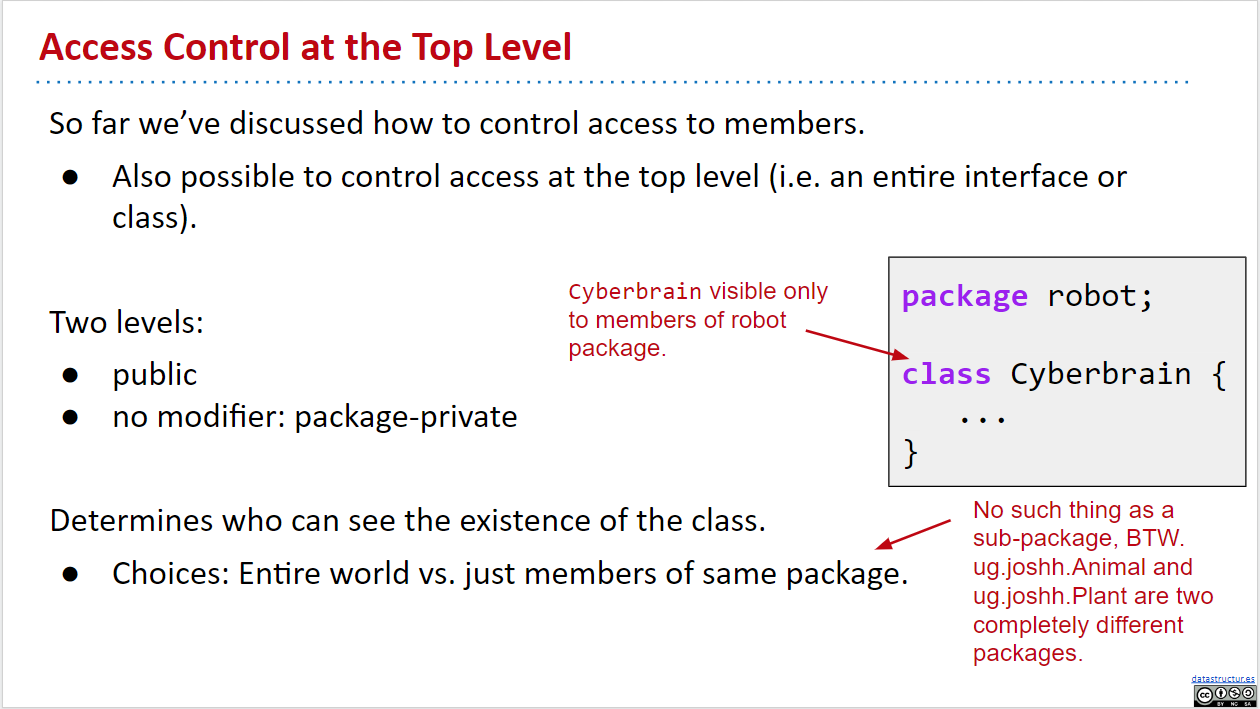 Access Control at the Top Level
So far we’ve discussed how to control access to members.
● Also possible to control access at the top level (i.e. an entire interface or
class).
Two levels:
● public
● no modifier: package-private
Determines who can see the existence of the class.
● Choices: Entire world vs. just members of same package.
Cyberbrain visible only
to members of robot
package.
package robot;
class Cyberbrain {
...
}
No such thing as a
sub-package, BTW.
ug.joshh.Animal and
ug.joshh.Plant are two
completely different
packages.
datastructur.es
cc
BY NC SA